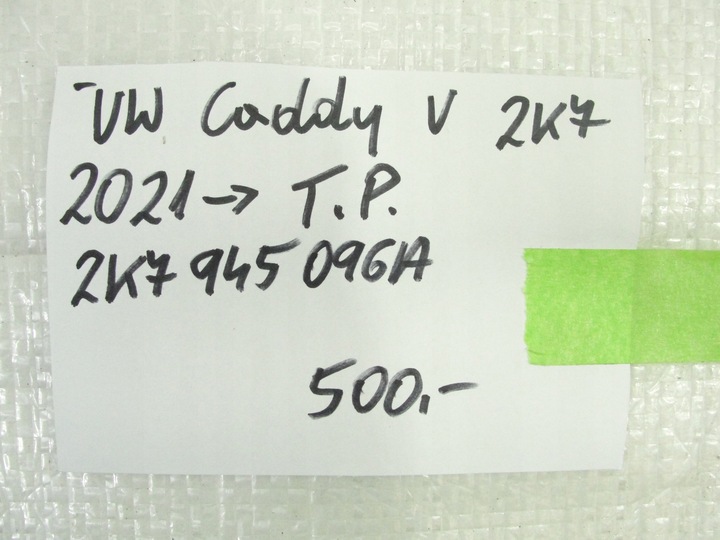 VW Caddy V 2K7
2021→ T.P.
2K7 945 096A
500.-